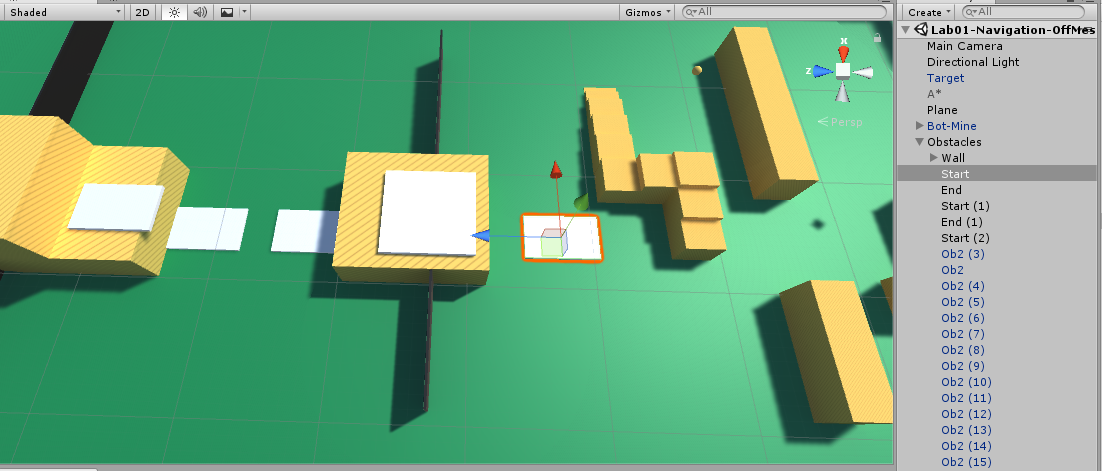 Shaded 2D Gizmos All
Create All
Lab01-Navigation-OffMes
Main Camera
Directional Light
Target
A*
Plane
Bot-Mine
Obstacles
Wall
Start
End
Start (1)
End (1)
Start (2)
Ob2 (3)
Ob2
Ob2 (4)
Ob2 (5)
Ob2 (6)
Ob2 (7)
Ob2 (8)
Ob2 (9)
Ob2 (10)
Ob2 (11)
Ob2 (12)
Ob2 (13)
Ob2 (14)
Ob2 (15)
x
z
Persp